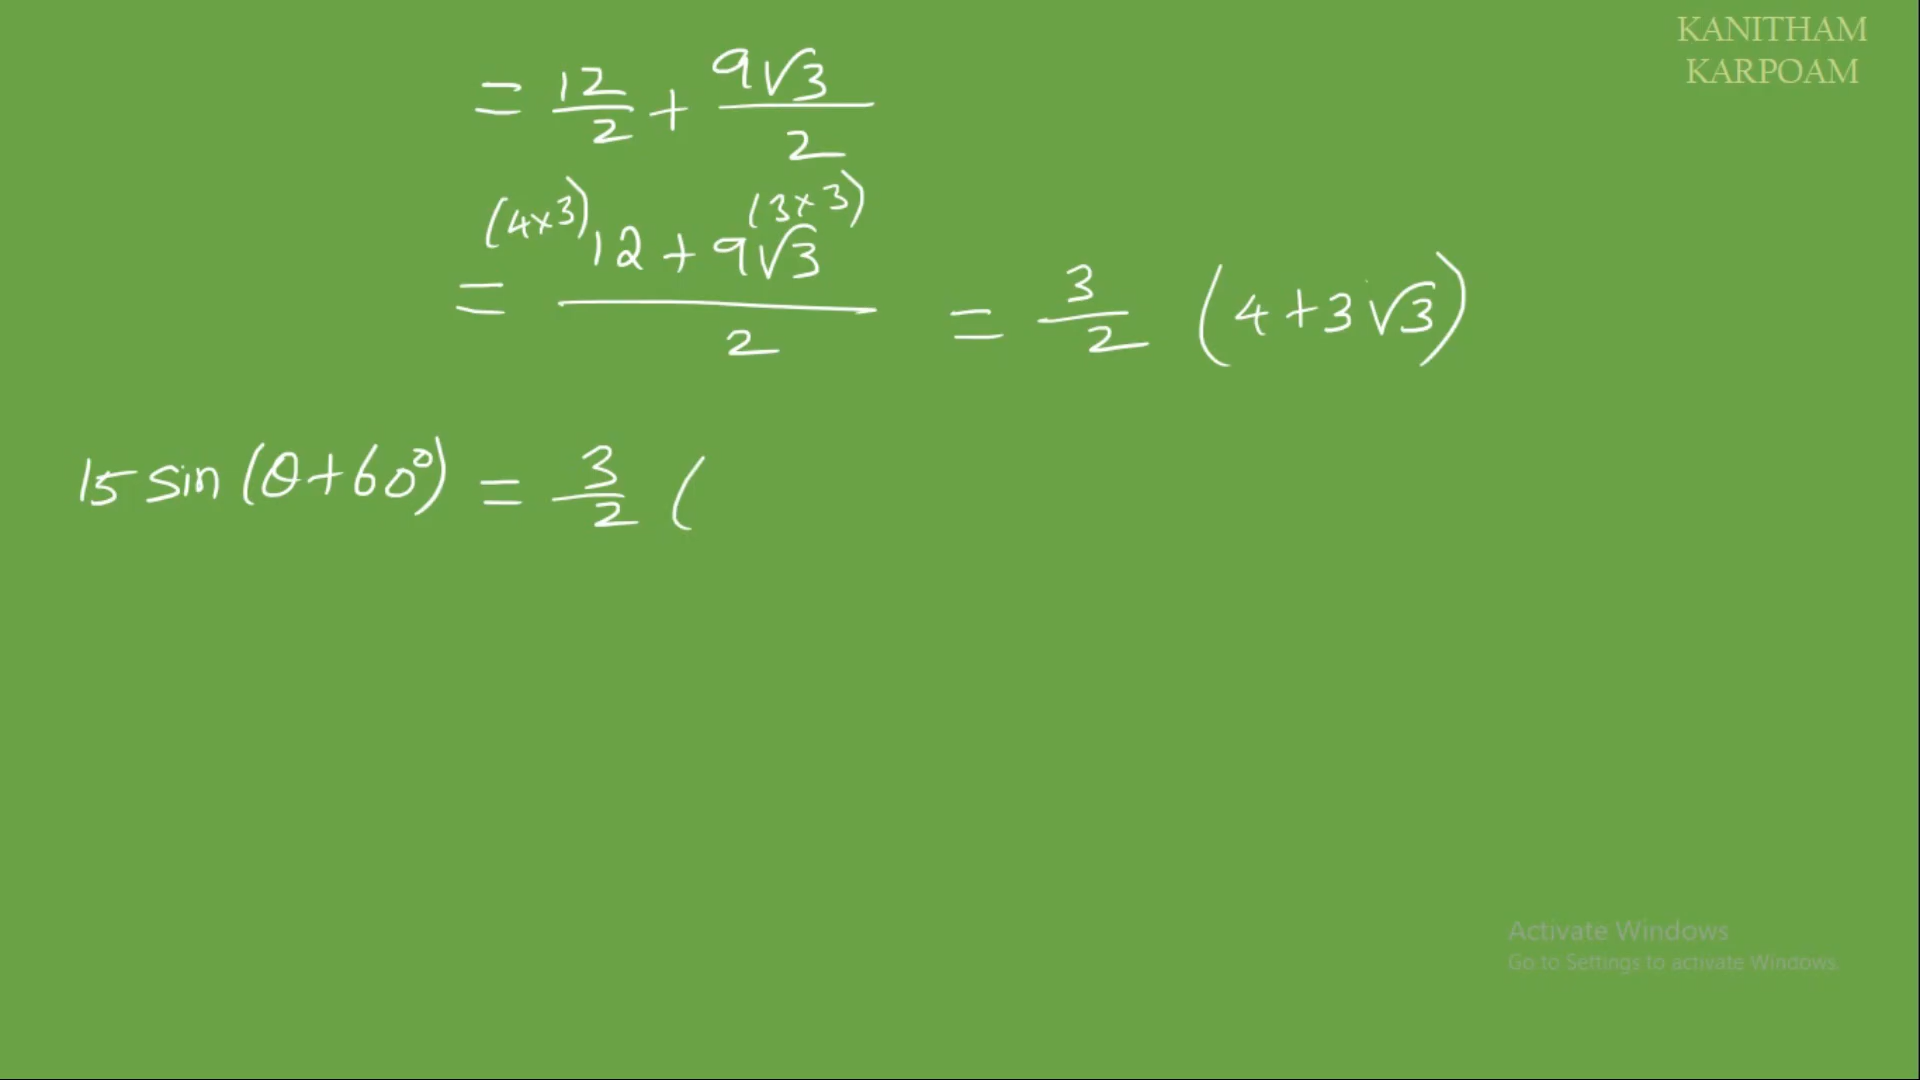 KANITHAM
KARPOAM
= 12/2 + 9√3/2
= (4×3) 12 + 9√3 (3×3) / 2 = 3/2 (4+3√3)
15 sin (θ+60°) = 3/2 (
Activate Windows
Go to Settings to activate Windows.